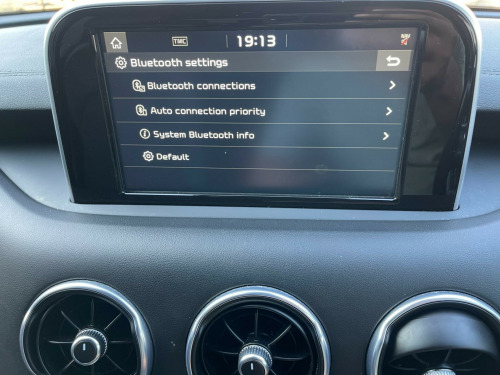 TMC 19:13
Bluetooth settings
Bluetooth connections
Auto connection priority
System Bluetooth info
Default